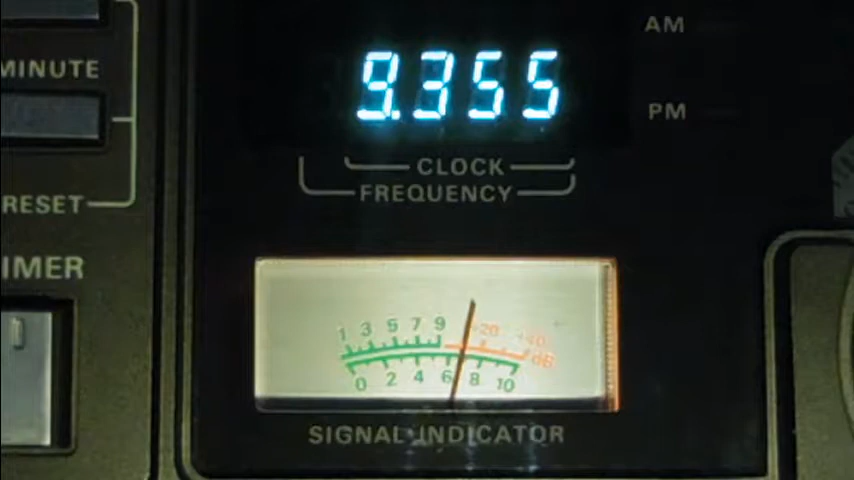 AM
9.355
MINUTE
PM
CLOCK
FREQUENCY
RESET
1 3 5 7 9 +20 +40
dB
0 2 4 6 8 10
SIGNAL INDICATOR